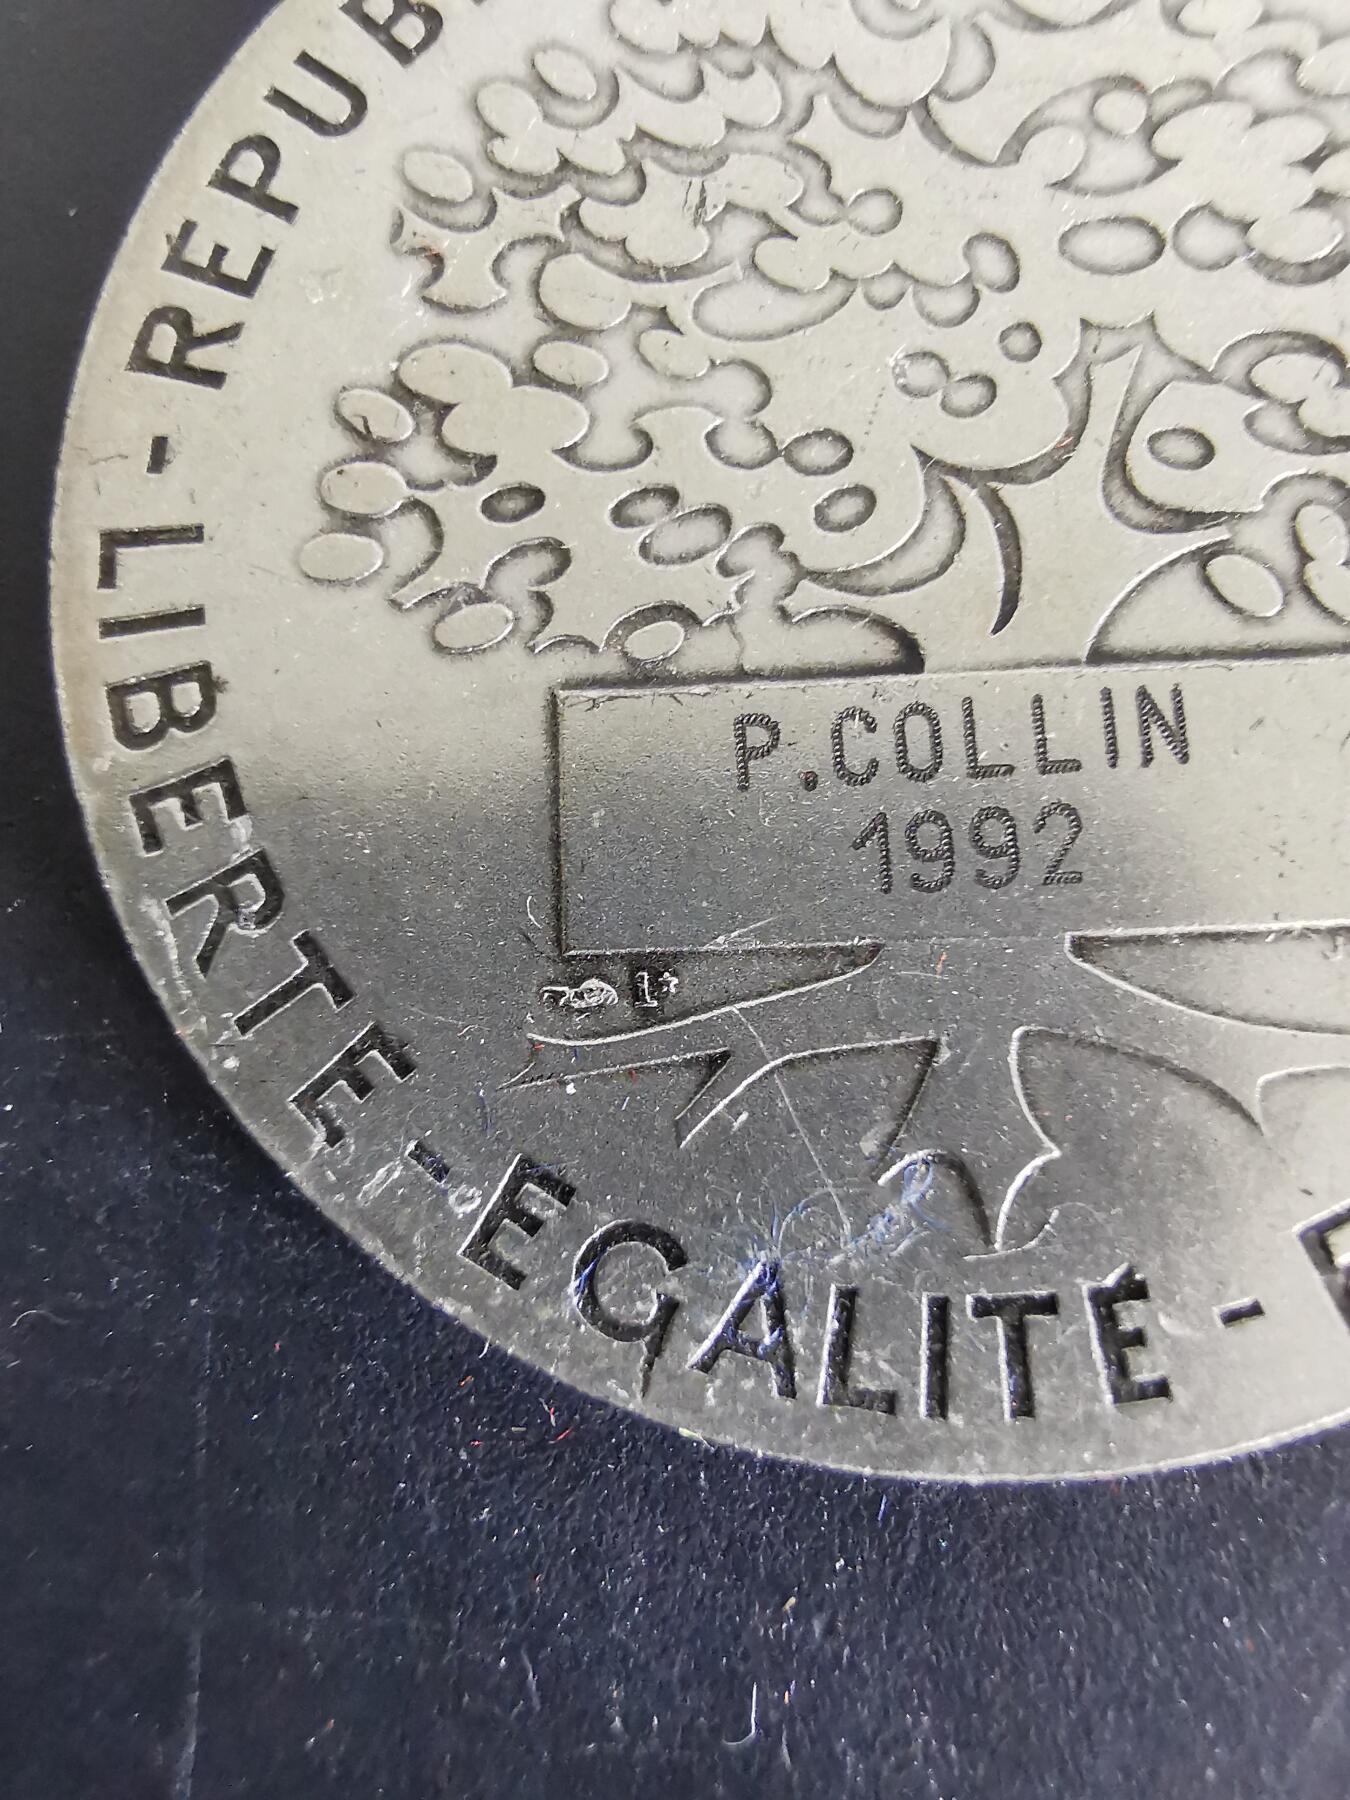 REPUB
- LIBERTE - EGALITE -
P.COLLIN
1992